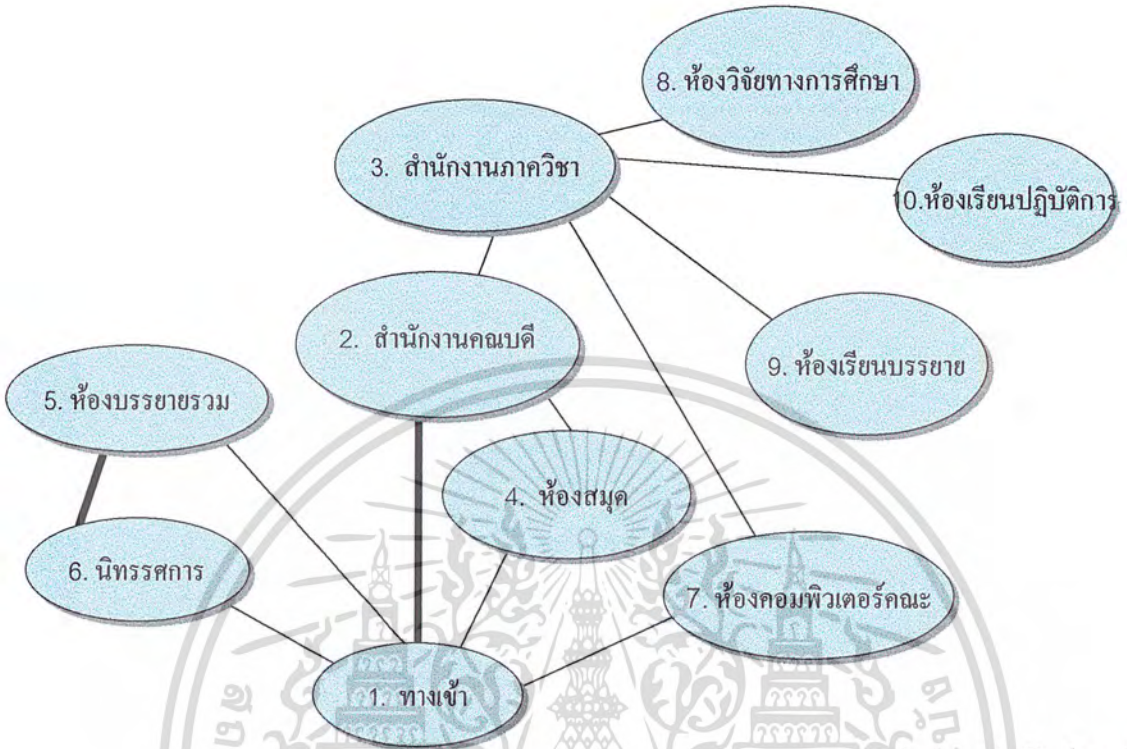 8. ห้องวิจัยทางการศึกษา
3. สำนักงานภาควิชา
10.ห้องเรียนปฏิบัติการ
2. สำนักงานคณบดี
9. ห้องเรียนบรรยาย
5. ห้องบรรยายรวม
4. ห้องสมุด
6. นิทรรศการ
7. ห้องคอมพิวเตอร์คณะ
1. ทางเข้า